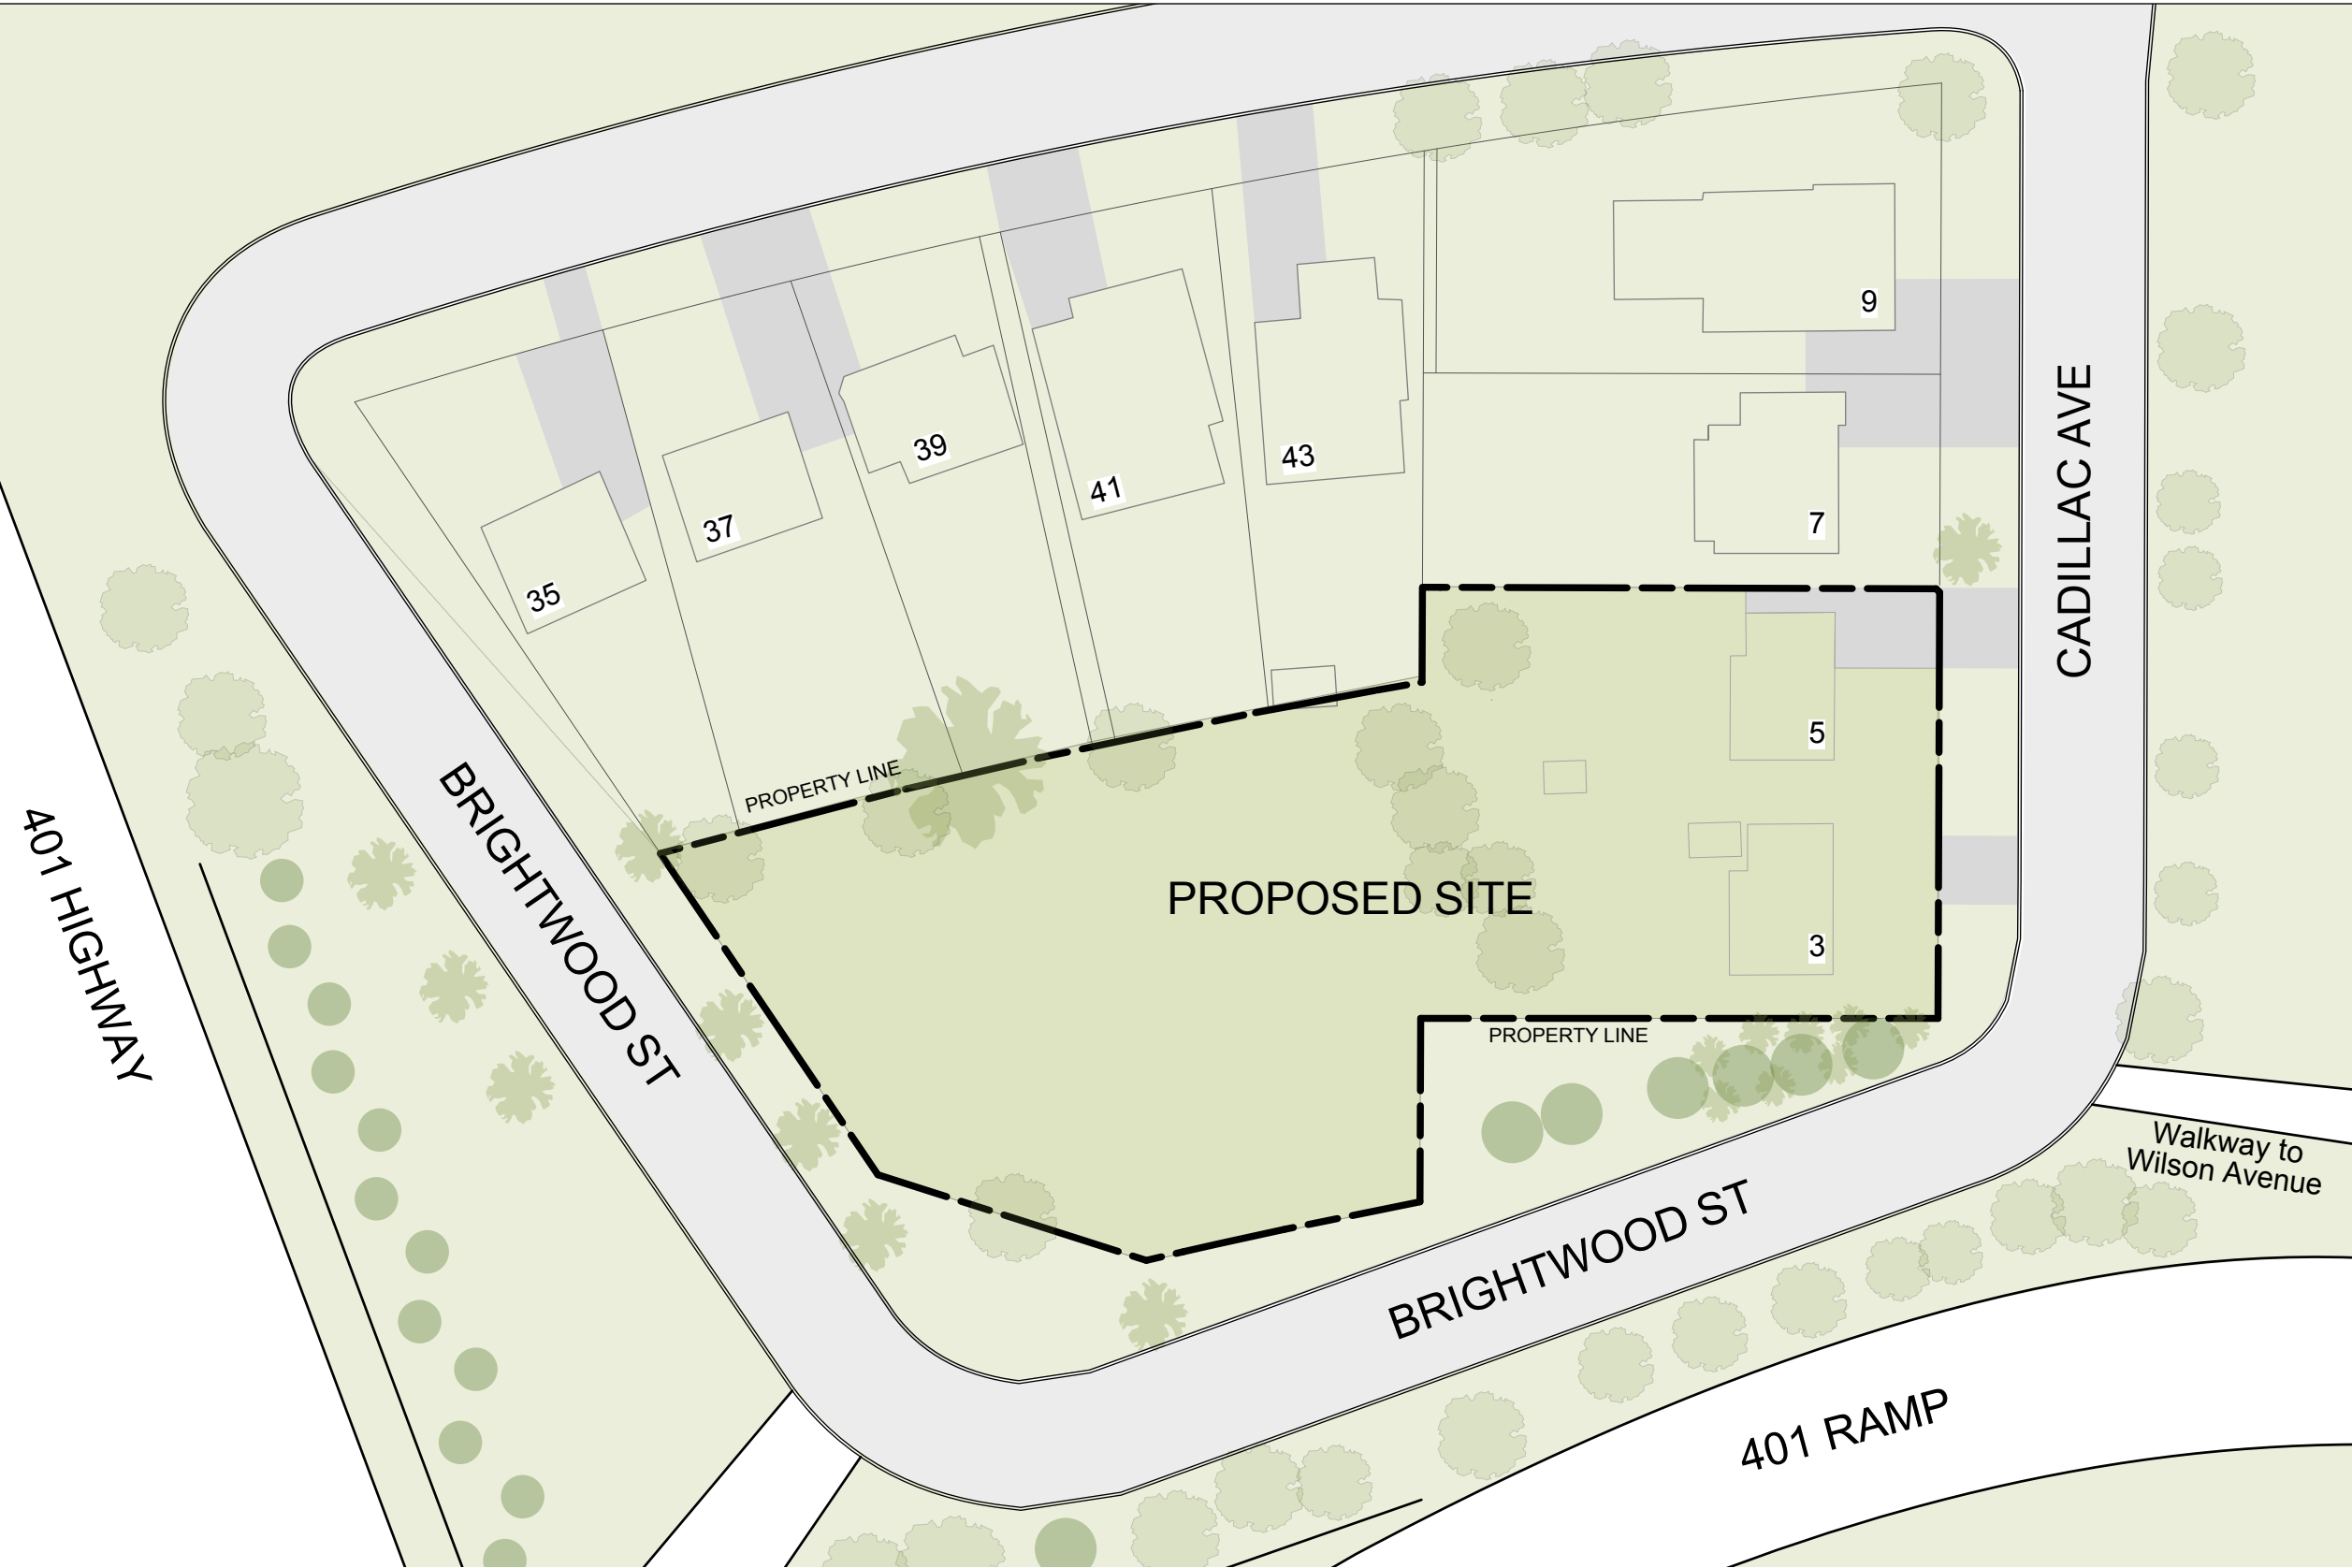 9
CADILLAC AVE
39
43
41
37
7
35
5
PROPERTY LINE
BRIGHTWOOD ST
401 HIGHWAY
PROPOSED SITE
3
PROPERTY LINE
Walkway to
Wilson Avenue
BRIGHTWOOD ST
401 RAMP